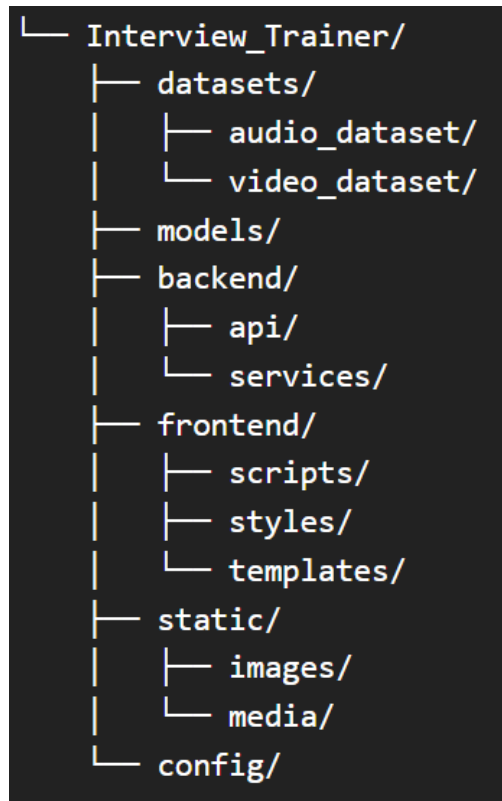 └── Interview_Trainer/
    ├── datasets/
    │   ├── audio_dataset/
    │   └── video_dataset/
    ├── models/
    ├── backend/
    │   ├── api/
    │   └── services/
    ├── frontend/
    │   ├── scripts/
    │   ├── styles/
    │   └── templates/
    ├── static/
    │   ├── images/
    │   └── media/
    └── config/